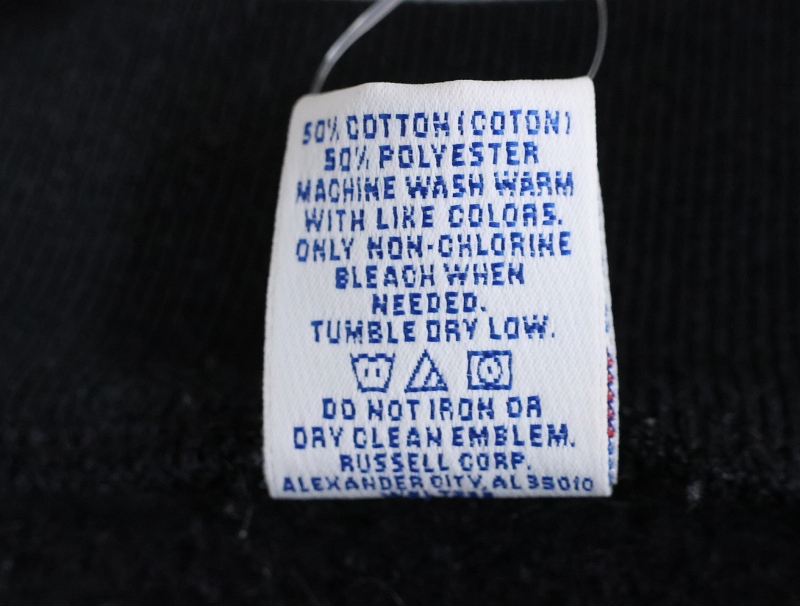 50% COTTON (COTON)
50% POLYESTER
MACHINE WASH WARM
WITH LIKE COLORS.
ONLY NON-CHLORINE
BLEACH WHEN
NEEDED.
TUMBLE DRY LOW.
DO NOT IRON OR
DRY CLEAN EMBLEM.
RUSSELL CORP.
ALEXANDER CITY, AL 35010